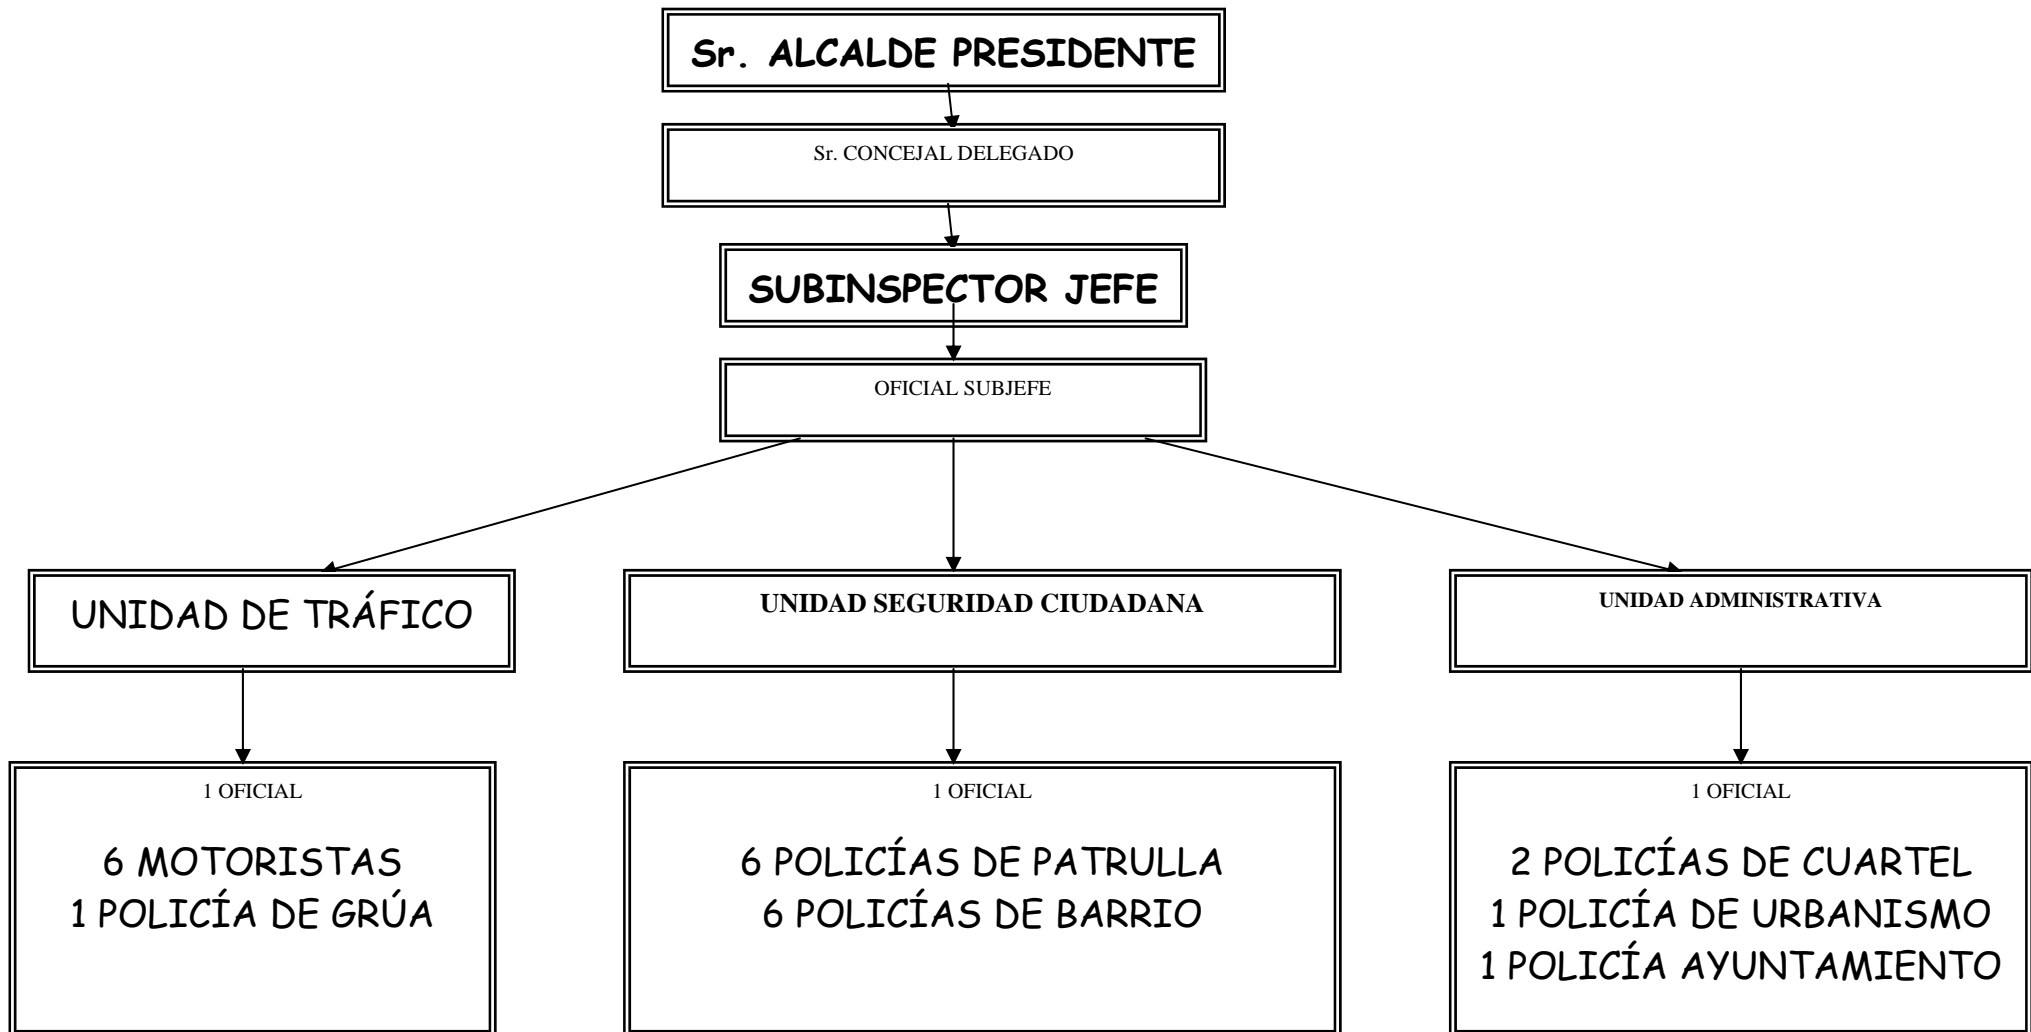 Sr. ALCALDE PRESIDENTE
Sr. CONCEJAL DELEGADO
SUBINSPECTOR JEFE
OFICIAL SUBJEFE
UNIDAD DE TRÁFICO
UNIDAD SEGURIDAD CIUDADANA
UNIDAD ADMINISTRATIVA
1 OFICIAL
6 MOTORISTAS
1 POLICÍA DE GRÚA
1 OFICIAL
6 POLICÍAS DE PATRULLA
6 POLICÍAS DE BARRIO
1 OFICIAL
2 POLICÍAS DE CUARTEL
1 POLICÍA DE URBANISMO
1 POLICÍA AYUNTAMIENTO